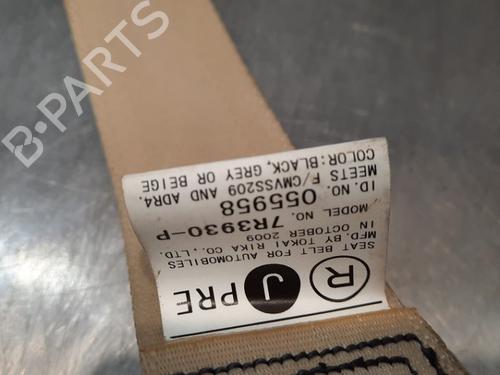 SEAT BELT FOR AUTOMOBILES
MFD. BY TOKAI RIKA CO., LTD.
IN OCTOBER 2009
MODEL NO. 7R3930-P
ID. NO. 055958
MEETS F/CMVSS209 AND ADR4.
COLOR:BLACK, GREY OR BEIGE
R J PRE
B-PARTS